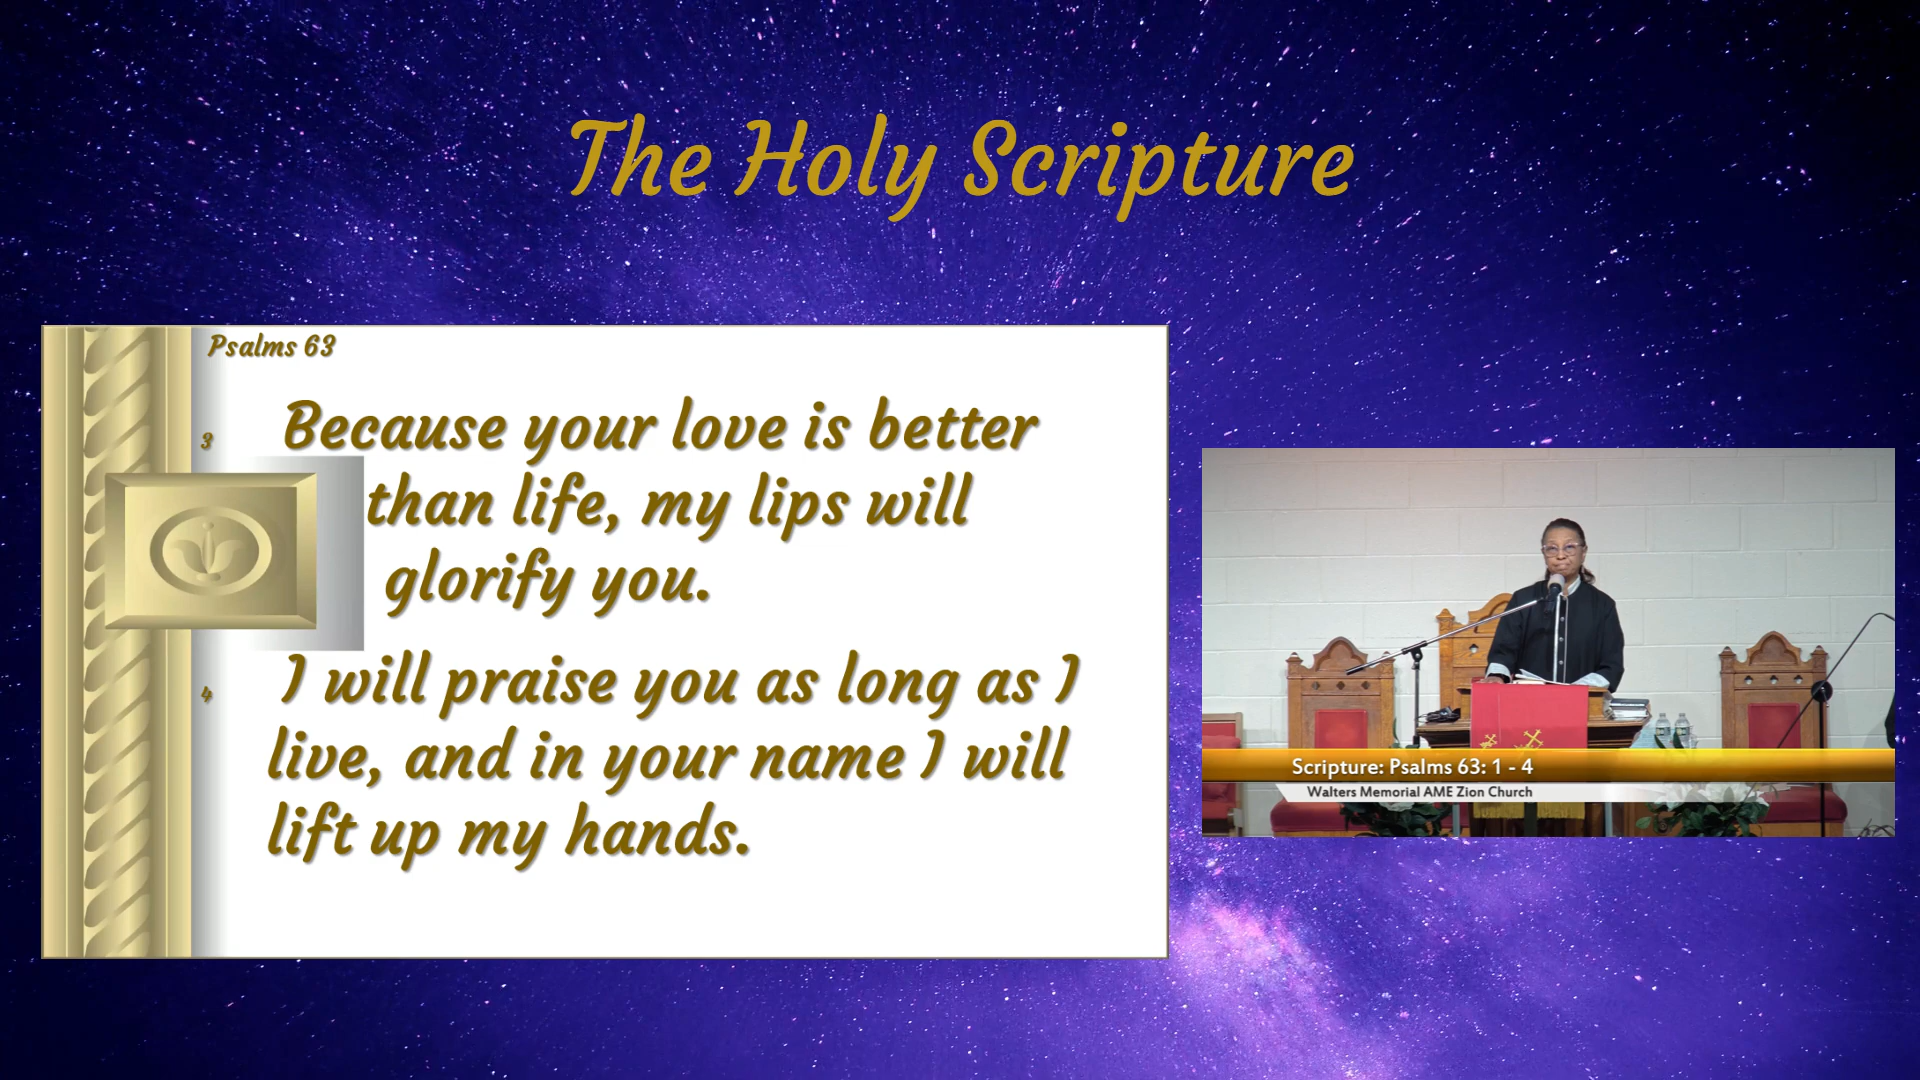 The Holy Scripture
Psalms 63
3 Because your love is better
than life, my lips will
glorify you.
4 I will praise you as long as I
live, and in your name I will
lift up my hands.
Scripture: Psalms 63: 1 - 4
Walters Memorial AME Zion Church